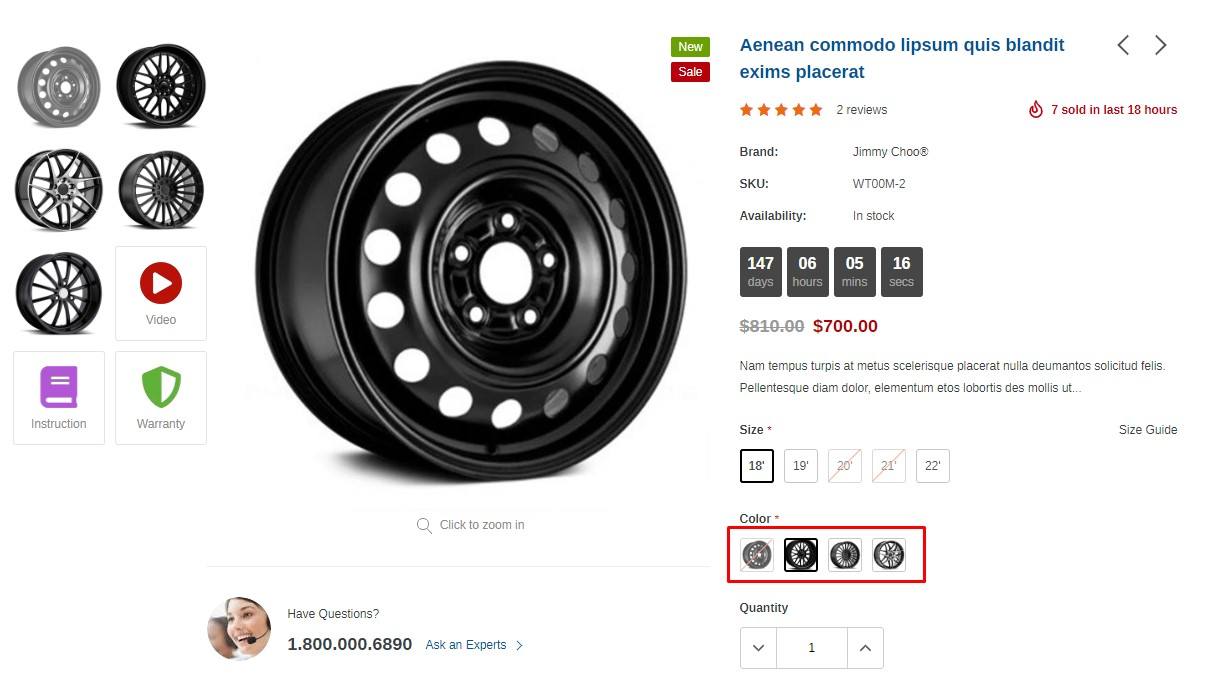 New
Sale
Video
Instruction
Warranty
Click to zoom in
Have Questions?
1.800.000.6890 Ask an Experts
Aenean commodo lipsum quis blandit
exims placerat
2 reviews
7 sold in last 18 hours
Brand: Jimmy Choo®
SKU: WT00M-2
Availability: In stock
147 06 05 16
days hours mins secs
$810.00 $700.00
Nam tempus turpis at metus scelerisque placerat nulla deumantos solicitud felis.
Pellentesque diam dolor, elementum etos lobortis des mollis ut...
Size * Size Guide
18' 19' 20' 21' 22'
Color *
Quantity
1